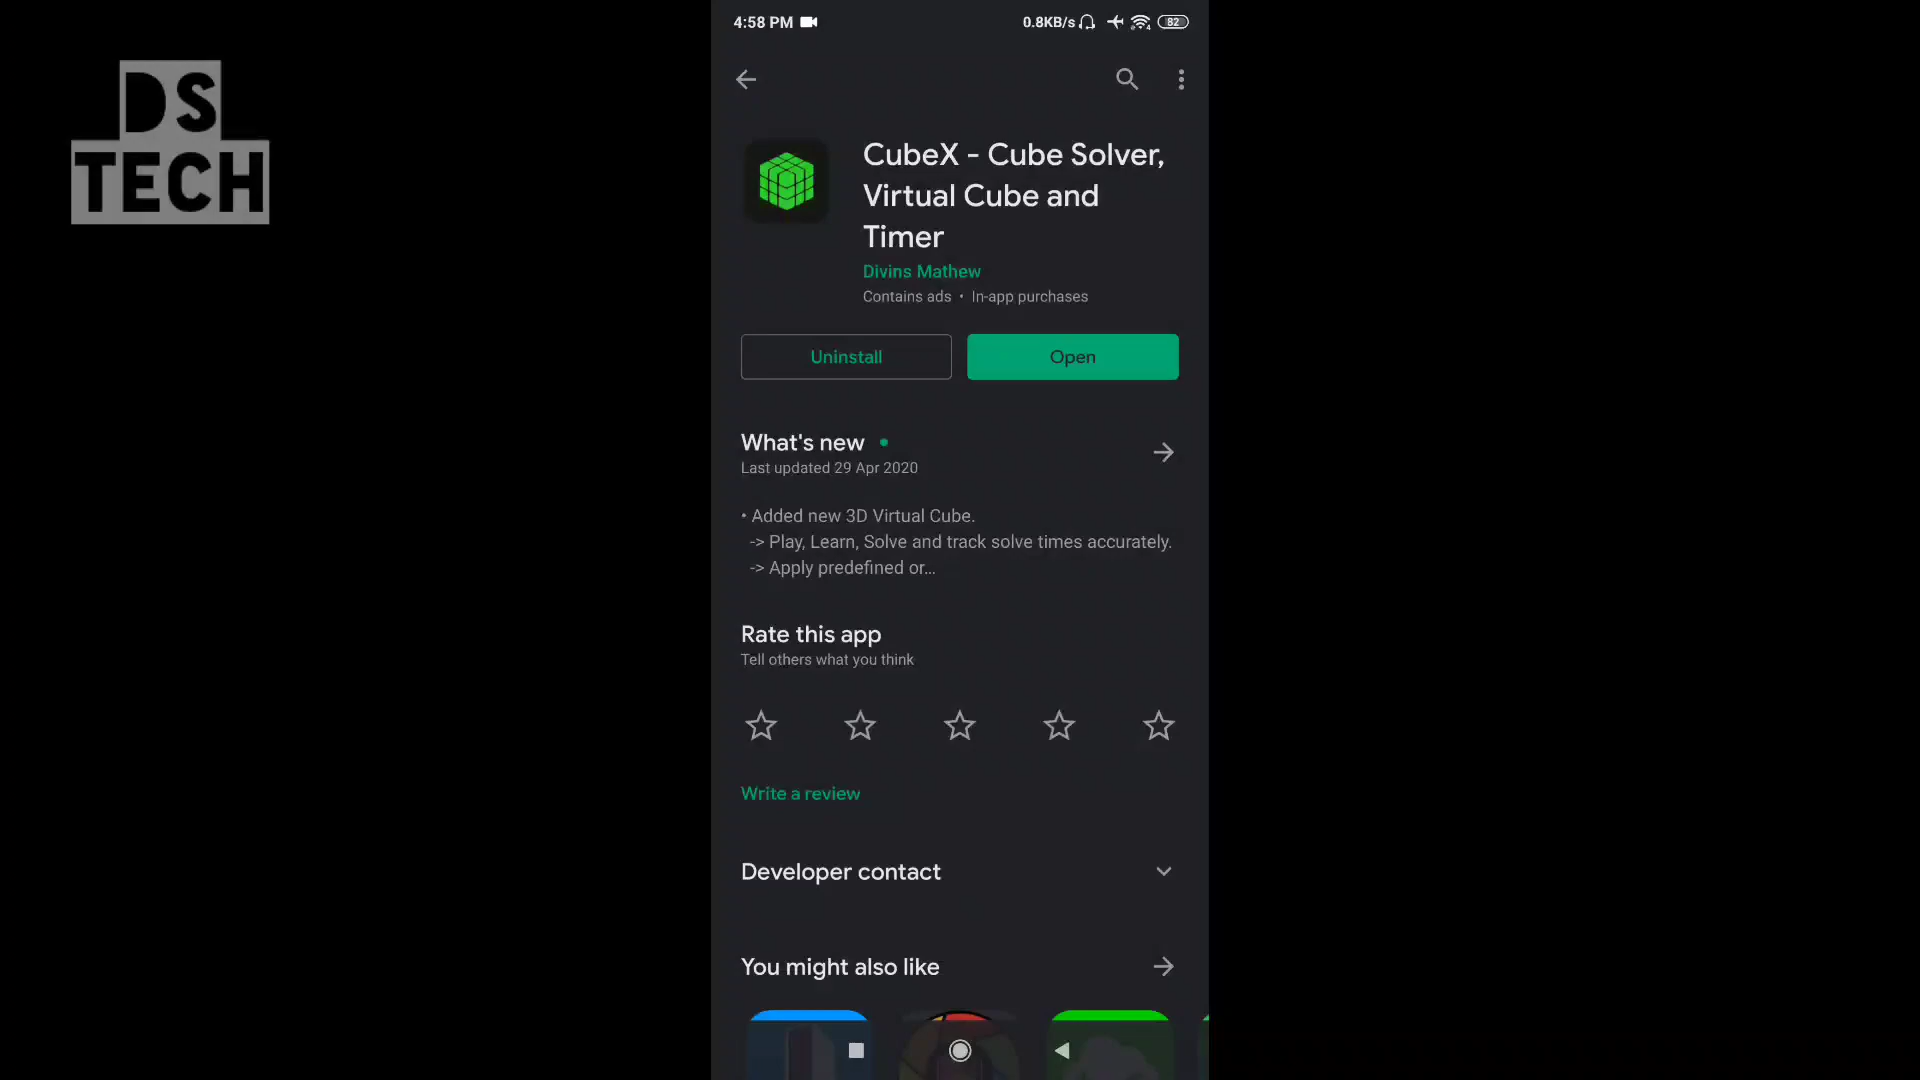 DS
TECH
4:58 PM
0.8KB/s
82
CubeX - Cube Solver,
Virtual Cube and
Timer
Divins Mathew
Contains ads • In-app purchases
Uninstall
Open
What's new
Last updated 29 Apr 2020
• Added new 3D Virtual Cube.
-> Play, Learn, Solve and track solve times accurately.
-> Apply predefined or...
Rate this app
Tell others what you think
Write a review
Developer contact
You might also like